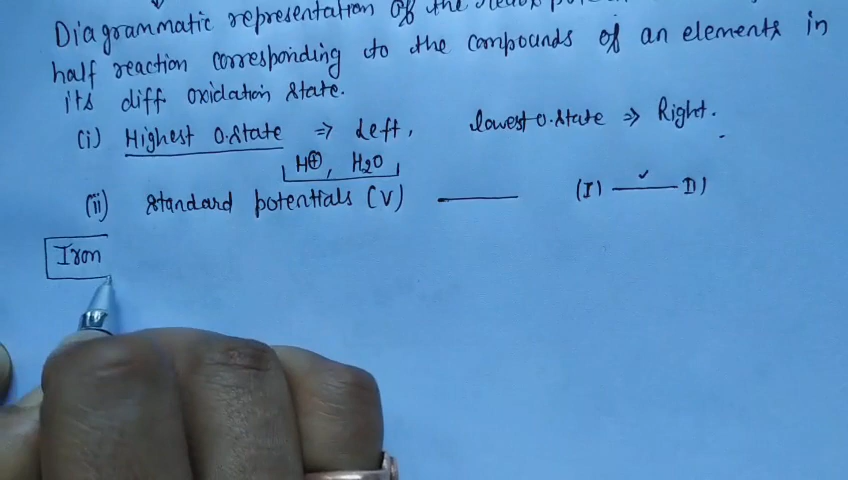 Diagrammatic representation of the redox
half reaction corresponding to the compounds of an elements in
its diff oxidation state.
(i) Highest O.State ⇒ Left, lowest O.State ⇒ Right.
H⊕, H2O
(ii) Standard potentials (V) —— (I) —✓— II)
Iron